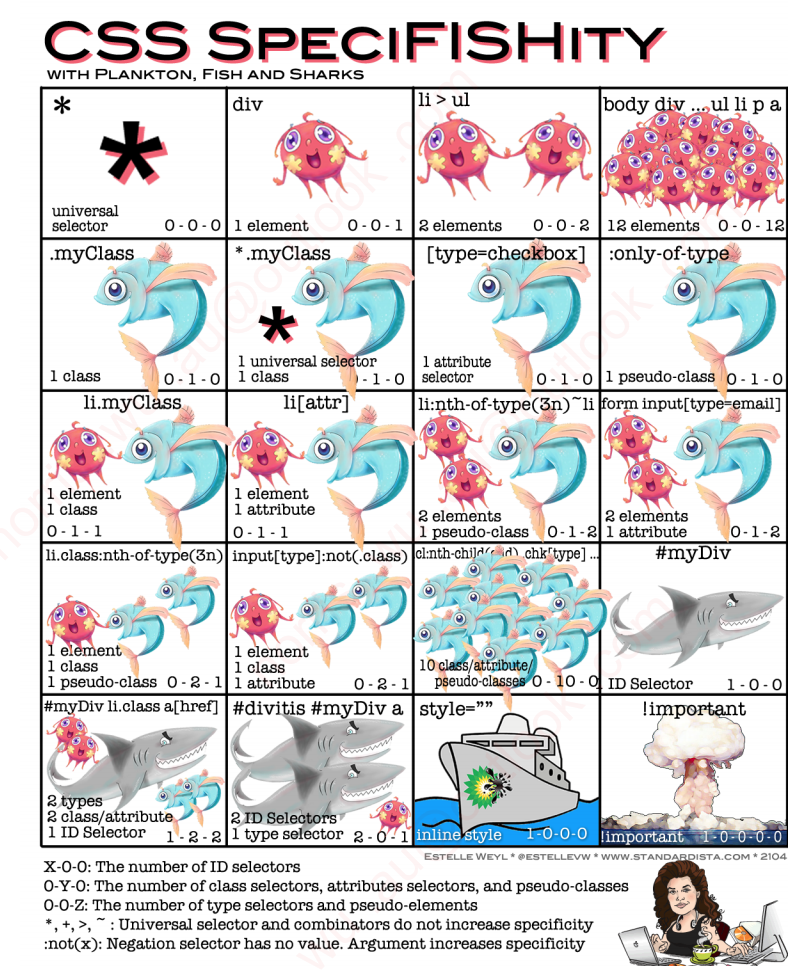 CSS SpeciFISHity
with Plankton, Fish and Sharks
*
*
universal
selector
0-0-0
div
1 element
0-0-1
li > ul
2 elements
0-0-2
body div ... ul li p a
12 elements
0-0-12
.myClass
1 class
0-1-0
*.myClass
*
1 universal selector
1 class
0-1-0
[type=checkbox]
1 attribute
selector
0-1-0
:only-of-type
1 pseudo-class
0-1-0
li.myClass
1 element
1 class
0-1-1
li[attr]
1 element
1 attribute
0-1-1
li:nth-of-type(3n)~li
2 elements
1 pseudo-class
0-1-2
form input[type=email]
2 elements
1 attribute
0-1-2
li.class:nth-of-type(3n)
1 element
1 class
1 pseudo-class
0-2-1
input[type]:not(.class)
1 element
1 class
1 attribute
0-2-1
.chk[type] ...
10 class/attribute/
pseudo-classes
0-10-0
#myDiv
1 ID Selector
1-0-0
#myDiv li.class a[href]
2 types
2 class/attribute
1 ID Selector
1-2-2
#divitis #myDiv a
2 ID Selectors
1 type selector
2-0-1
style=””
inline style
1-0-0-0
!important
!important
1-0-0-0-0
Estelle Weyl * @estellevw * www.standardista.com * 2104
X-0-0: The number of ID selectors
0-Y-0: The number of class selectors, attributes selectors, and pseudo-classes
0-0-Z: The number of type selectors and pseudo-elements
*, +, >, ~ : Universal selector and combinators do not increase specificity
:not(x): Negation selector has no value. Argument increases specificity